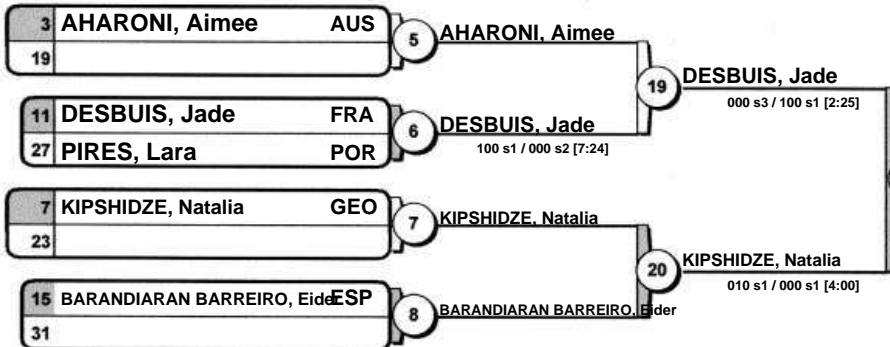 3 AHARONI, Aimee AUS
19
5
AHARONI, Aimee
11 DESBUIS, Jade FRA
27 PIRES, Lara POR
6
DESBUIS, Jade
100 s1 / 000 s2 [7:24]
19
DESBUIS, Jade
000 s3 / 100 s1 [2:25]
7 KIPSHIDZE, Natalia GEO
23
7
KIPSHIDZE, Natalia
15 BARANDIARAN BARREIRO, Eider ESP
31
8
BARANDIARAN BARREIRO, Eider
20
KIPSHIDZE, Natalia
010 s1 / 000 s1 [4:00]